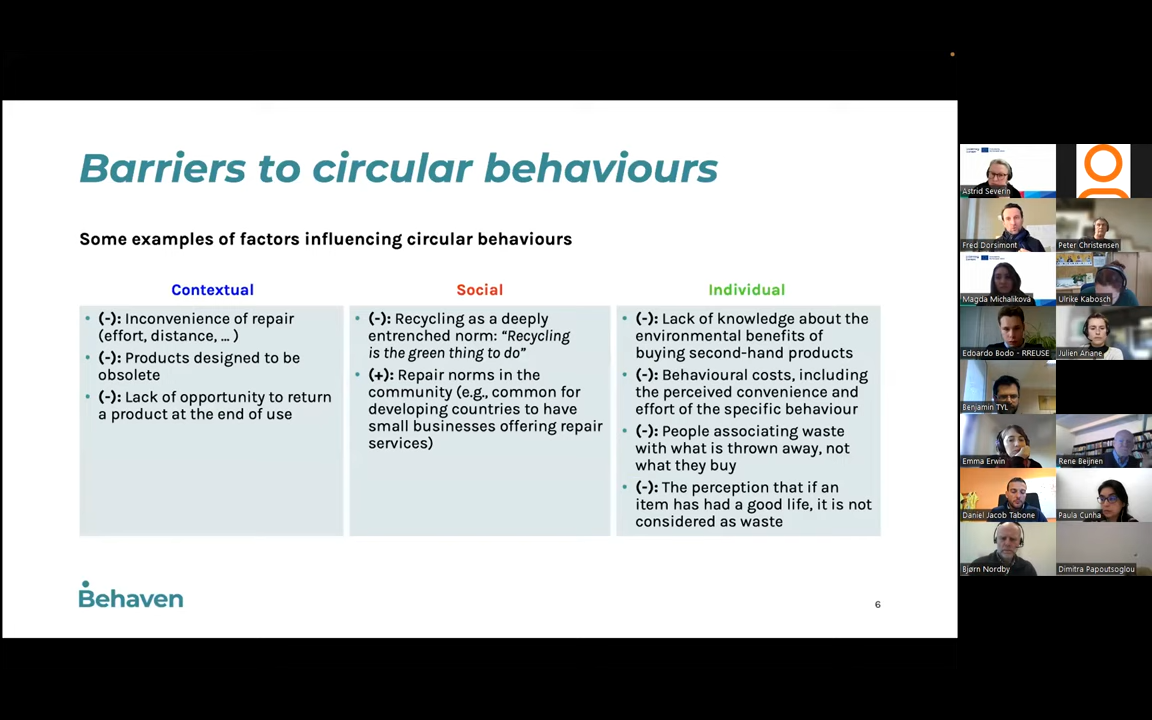 Barriers to circular behaviours
Some examples of factors influencing circular behaviours
Contextual
• (-): Inconvenience of repair
(effort, distance, ... )
• (-): Products designed to be
obsolete
• (-): Lack of opportunity to return
a product at the end of use
Social
• (-): Recycling as a deeply
entrenched norm: “Recycling
is the green thing to do”
• (+): Repair norms in the
community (e.g., common for
developing countries to have
small businesses offering repair
services)
Individual
• (-): Lack of knowledge about the
environmental benefits of
buying second-hand products
• (-): Behavioural costs, including
the perceived convenience and
effort of the specific behaviour
• (-): People associating waste
with what is thrown away, not
what they buy
• (-): The perception that if an
item has had a good life, it is not
considered as waste
Behaven
6
Astrid Severin
Fred Dorsimont
Peter Christensen
Magda Michaliková
Ulrike Kabosch
Edoardo Bodo - RREUSE
Julien Ariane
Benjamin TYL
Emma Erwin
Rene Beijnen
Daniel Jacob Tabone
Paula Cunha
Bjørn Nordby
Dimitra Papoutsoglou